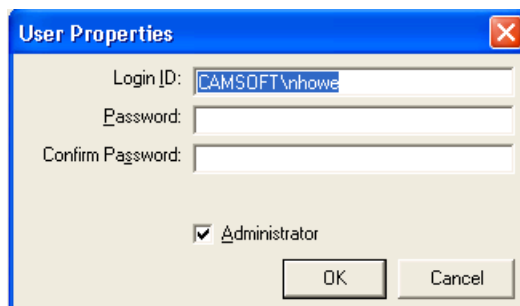 User Properties
Login ID: CAMSOFT\nhowe
Password:
Confirm Password:
Administrator
OK Cancel